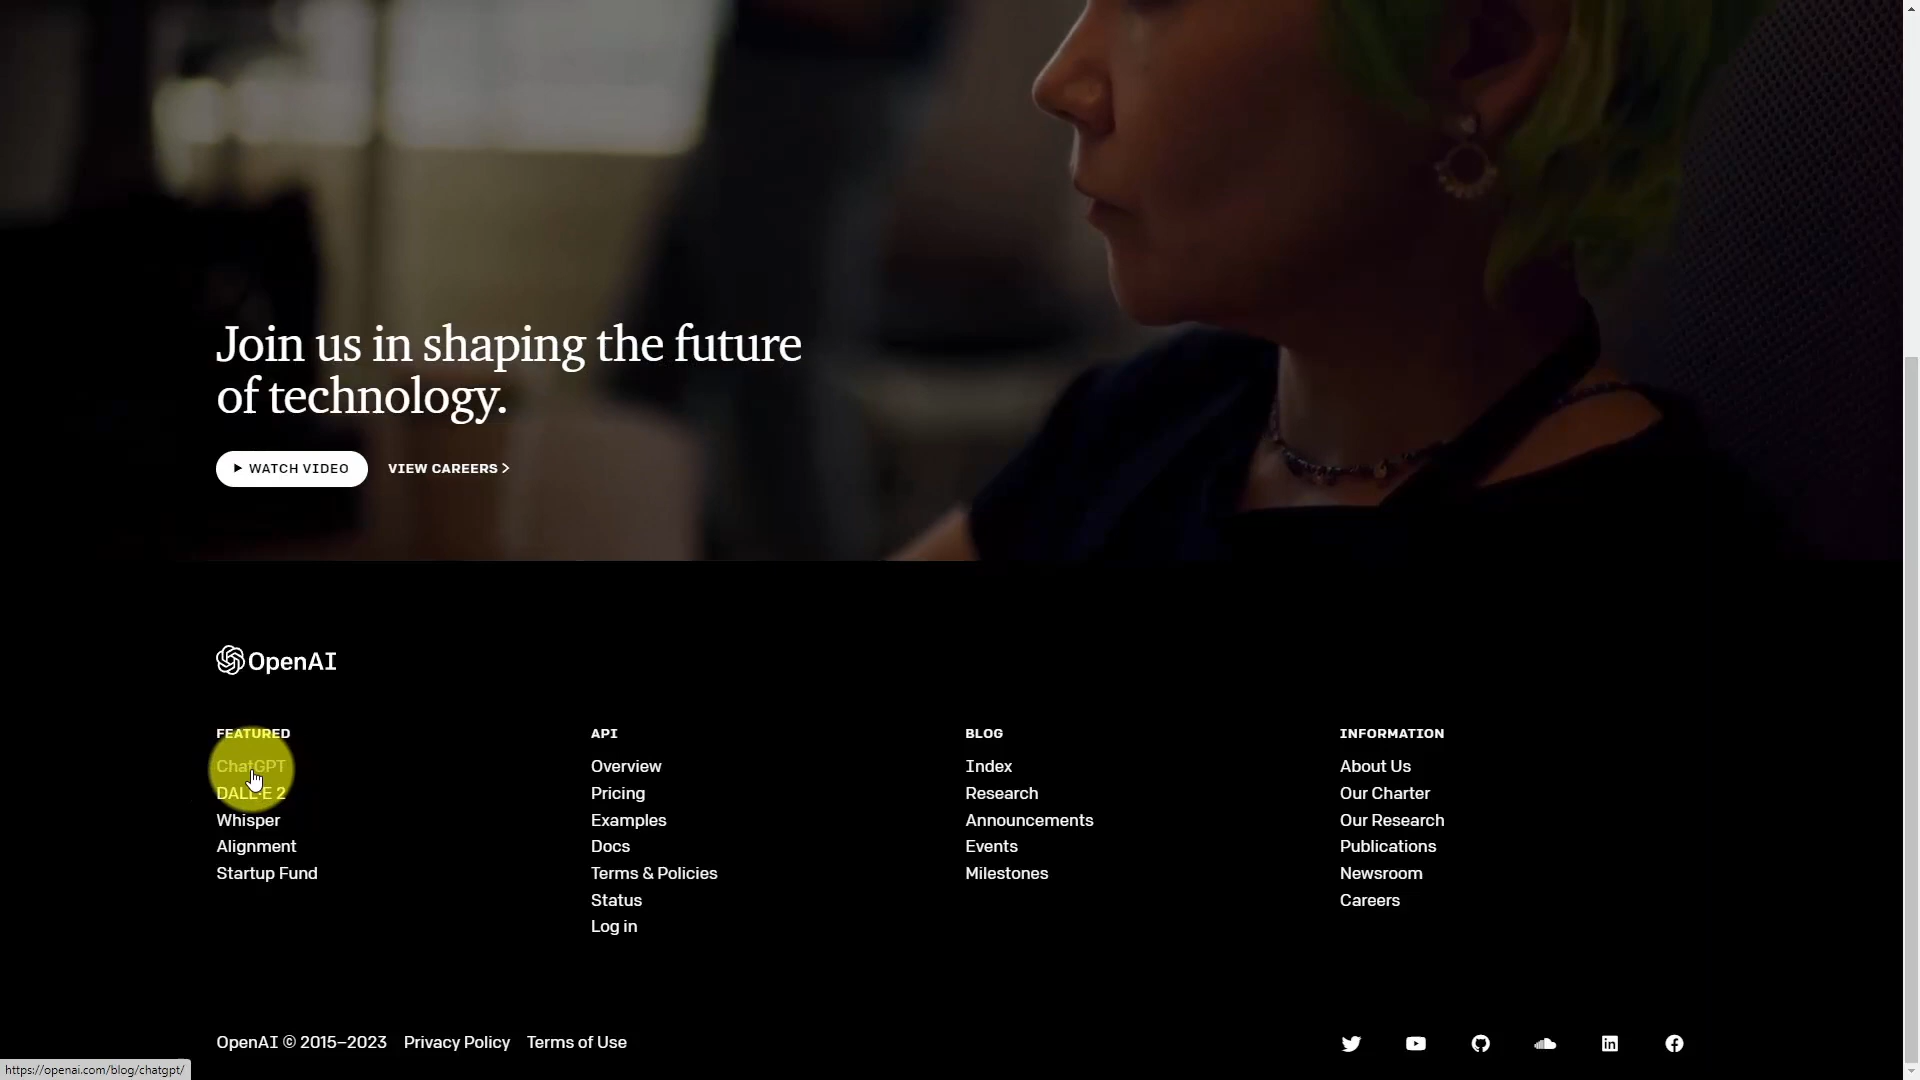 Join us in shaping the future
of technology.
WATCH VIDEO
VIEW CAREERS >
OpenAI
FEATURED
ChatGPT
DALL·E 2
Whisper
Alignment
Startup Fund
API
Overview
Pricing
Examples
Docs
Terms & Policies
Status
Log in
BLOG
Index
Research
Announcements
Events
Milestones
INFORMATION
About Us
Our Charter
Our Research
Publications
Newsroom
Careers
OpenAI © 2015–2023 Privacy Policy Terms of Use
https://openai.com/blog/chatgpt/